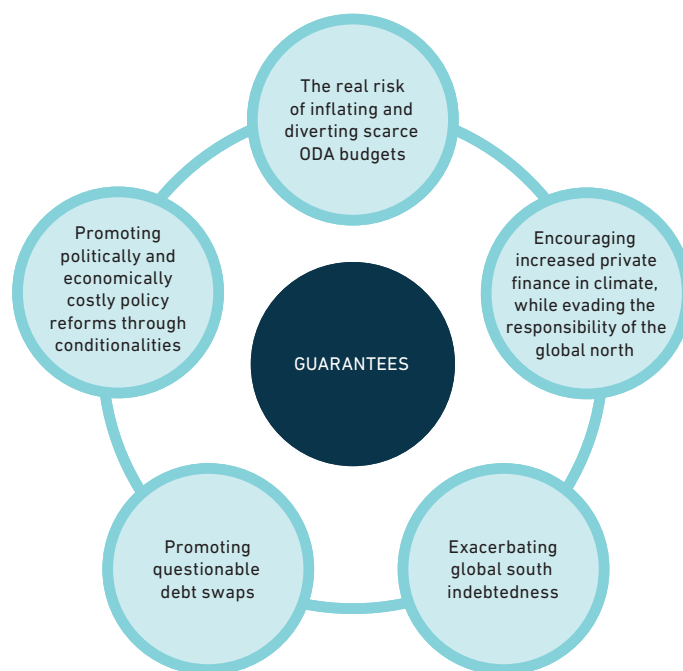 The real risk
of inflating and
diverting scarce
ODA budgets
Encouraging
increased private
finance in climate,
while evading the
responsibility of the
global north
Exacerbating
global south
indebtedness
Promoting
questionable
debt swaps
Promoting
politically and
economically
costly policy
reforms through
conditionalities
GUARANTEES